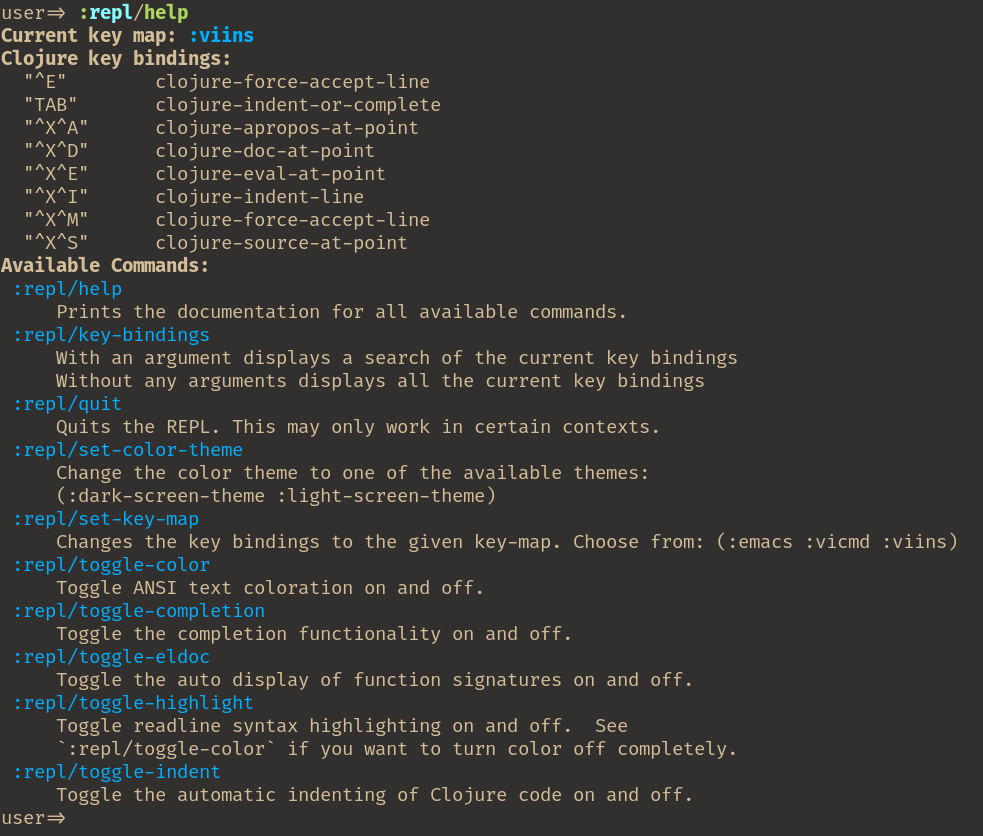 user=> :repl/help
Current key map: :viins
Clojure key bindings:
  "^E"        clojure-force-accept-line
  "TAB"       clojure-indent-or-complete
  "^X^A"      clojure-apropos-at-point
  "^X^D"      clojure-doc-at-point
  "^X^E"      clojure-eval-at-point
  "^X^I"      clojure-indent-line
  "^X^M"      clojure-force-accept-line
  "^X^S"      clojure-source-at-point
Available Commands:
 :repl/help
     Prints the documentation for all available commands.
 :repl/key-bindings
     With an argument displays a search of the current key bindings
     Without any arguments displays all the current key bindings
 :repl/quit
     Quits the REPL. This may only work in certain contexts.
 :repl/set-color-theme
     Change the color theme to one of the available themes:
     (:dark-screen-theme :light-screen-theme)
 :repl/set-key-map
     Changes the key bindings to the given key-map. Choose from: (:emacs :vicmd :viins)
 :repl/toggle-color
     Toggle ANSI text coloration on and off.
 :repl/toggle-completion
     Toggle the completion functionality on and off.
 :repl/toggle-eldoc
     Toggle the auto display of function signatures on and off.
 :repl/toggle-highlight
     Toggle readline syntax highlighting on and off.  See
     `:repl/toggle-color` if you want to turn color off completely.
 :repl/toggle-indent
     Toggle the automatic indenting of Clojure code on and off.
user=>